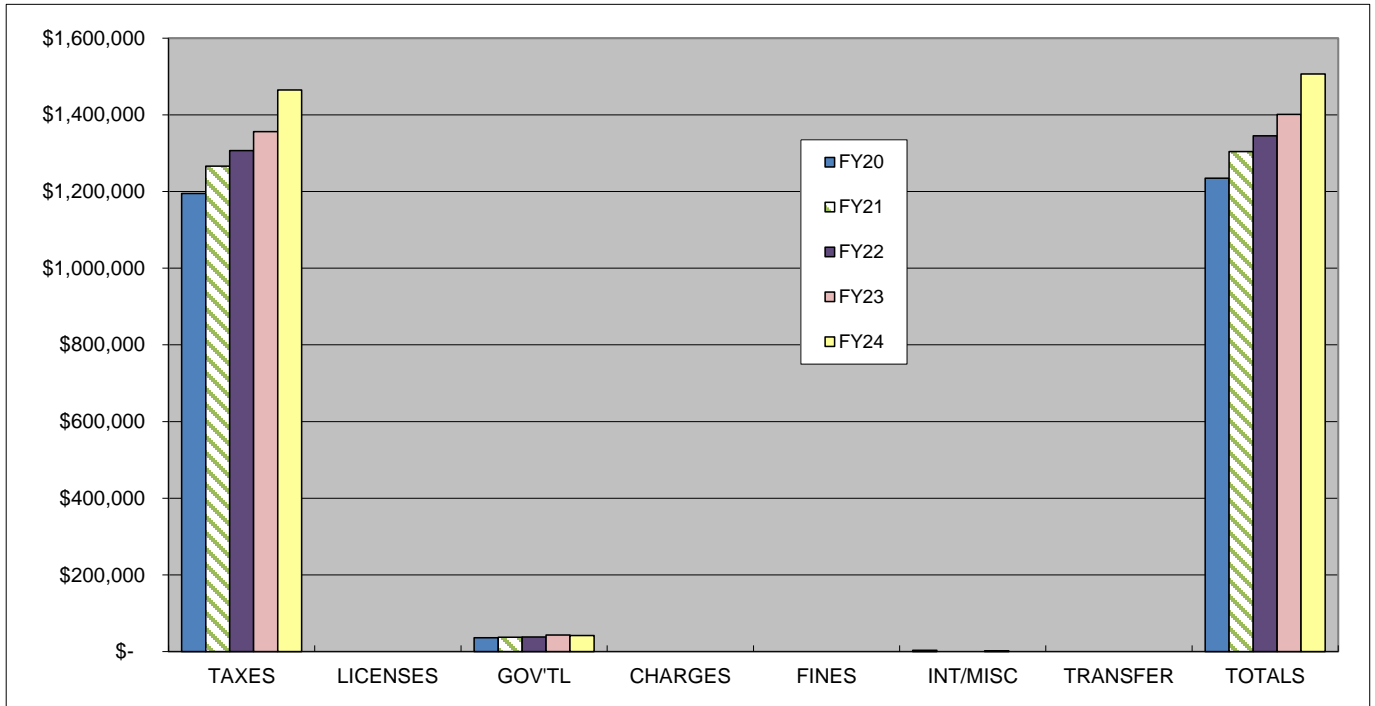 $1,600,000
$1,400,000
$1,200,000
$1,000,000
$800,000
$600,000
$400,000
$200,000
$-
FY20
FY21
FY22
FY23
FY24
TAXES LICENSES GOV'TL CHARGES FINES INT/MISC TRANSFER TOTALS